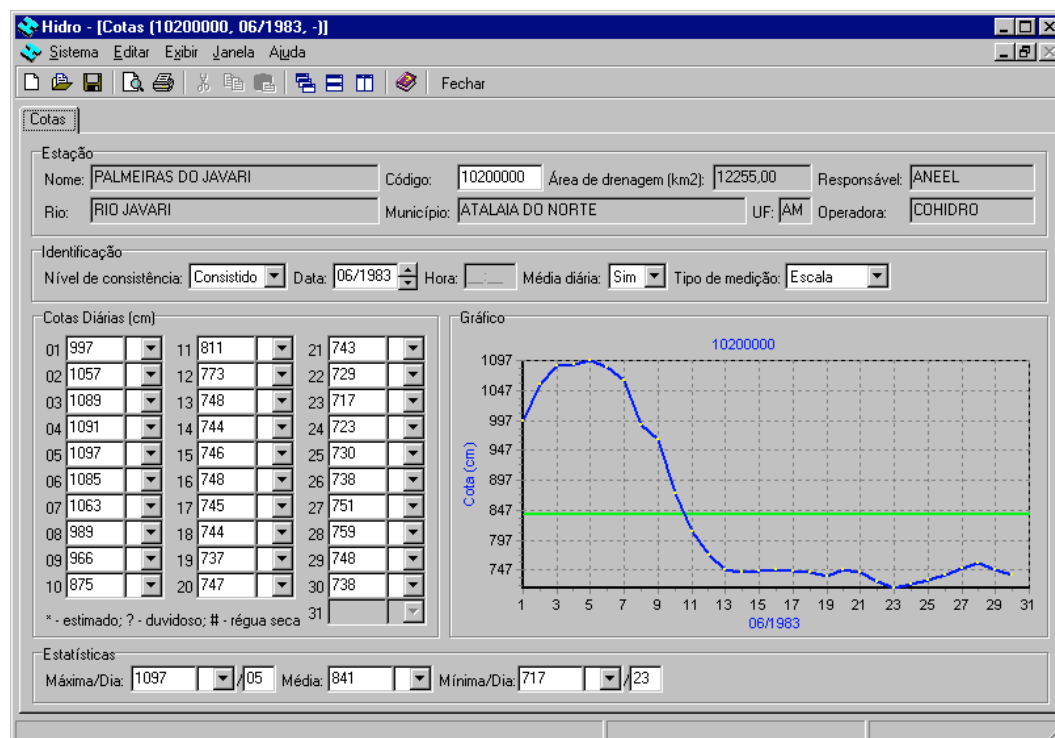 Hidro - [Cotas (10200000, 06/1983, -)]
Sistema Editar Exibir Janela Ajuda
Fechar
Cotas
Estação
Nome: PALMEIRAS DO JAVARI Código: 10200000 Área de drenagem (km2): 12255,00 Responsável: ANEEL
Rio: RIO JAVARI Município: ATALAIA DO NORTE UF: AM Operadora: COHIDRO
Identificação
Nível de consistência: Consistido Data: 06/1983 Hora: __:__ Média diária: Sim Tipo de medição: Escala
Cotas Diárias (cm)
01 997 11 811 21 743
02 1057 12 773 22 729
03 1089 13 748 23 717
04 1091 14 744 24 723
05 1097 15 746 25 730
06 1085 16 748 26 738
07 1063 17 745 27 751
08 989 18 744 28 759
09 966 19 737 29 748
10 875 20 747 30 738
31
* - estimado; ? - duvidoso; # - régua seca
Gráfico
10200000
1097
1047
997
947
897
847
797
747
Cota (cm)
1 3 5 7 9 11 13 15 17 19 21 23 25 27 29 31
06/1983
Estatísticas
Máxima/Dia: 1097 / 05 Média: 841 Mínima/Dia: 717 / 23